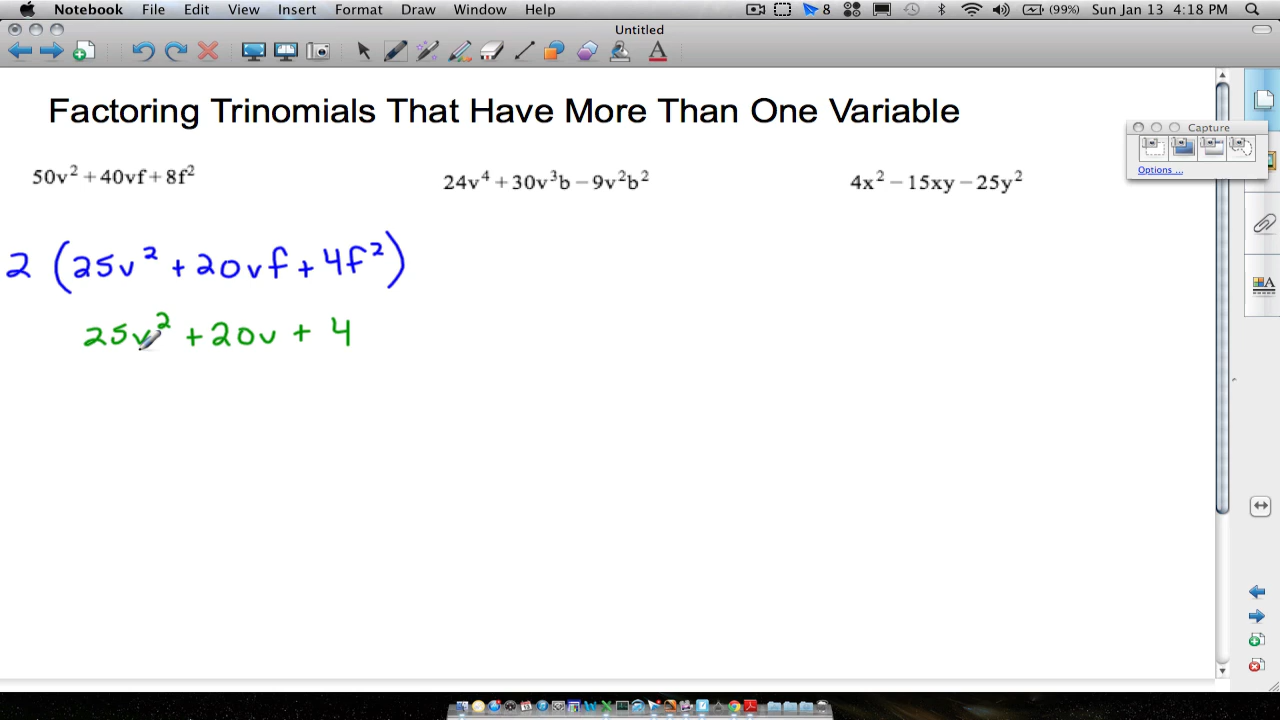 Notebook File Edit View Insert Format Draw Window Help 8 (99%) Sun Jan 13 4:18 PM
Untitled
Factoring Trinomials That Have More Than One Variable
Capture
Options ...
50v² + 40vf + 8f²
24v⁴ + 30v³b − 9v²b²
4x² − 15xy − 25y²
2 (25v² + 20vf + 4f²)
25v² + 20v + 4